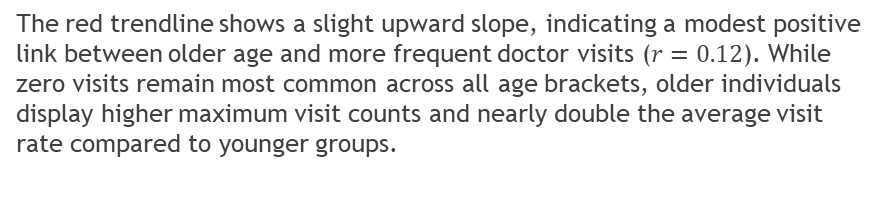 The red trendline shows a slight upward slope, indicating a modest positive
link between older age and more frequent doctor visits (r = 0.12). While
zero visits remain most common across all age brackets, older individuals
display higher maximum visit counts and nearly double the average visit
rate compared to younger groups.